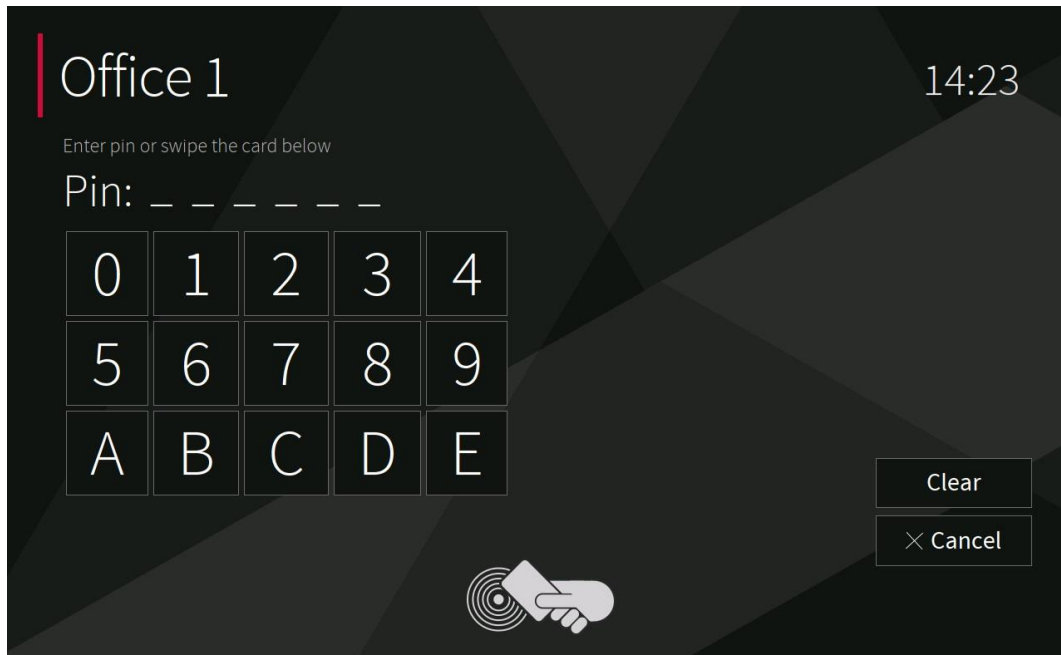 Office 1
14:23
Enter pin or swipe the card below
Pin: _ _ _ _ _ _
0 1 2 3 4
5 6 7 8 9
A B C D E
Clear
× Cancel